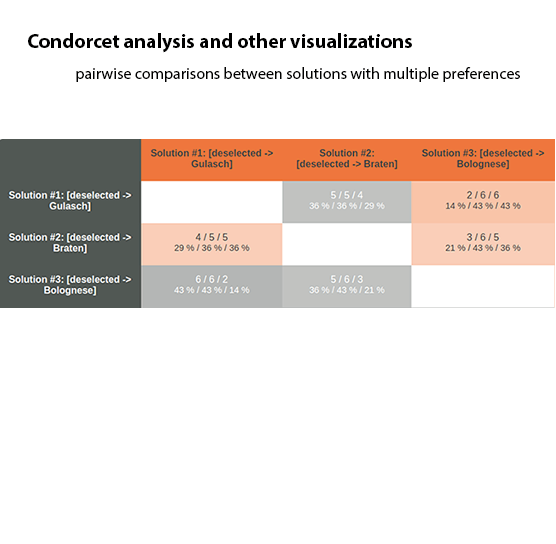 Condorcet analysis and other visualizations
pairwise comparisons between solutions with multiple preferences
Solution #1: [deselected -> Gulasch]
Solution #2: [deselected -> Braten]
Solution #3: [deselected -> Bolognese]
Solution #1: [deselected -> Gulasch]
5 / 5 / 4
36 % / 36 % / 29 %
2 / 6 / 6
14 % / 43 % / 43 %
Solution #2: [deselected -> Braten]
4 / 5 / 5
29 % / 36 % / 36 %
3 / 6 / 5
21 % / 43 % / 36 %
Solution #3: [deselected -> Bolognese]
6 / 6 / 2
43 % / 43 % / 14 %
5 / 6 / 3
36 % / 43 % / 21 %